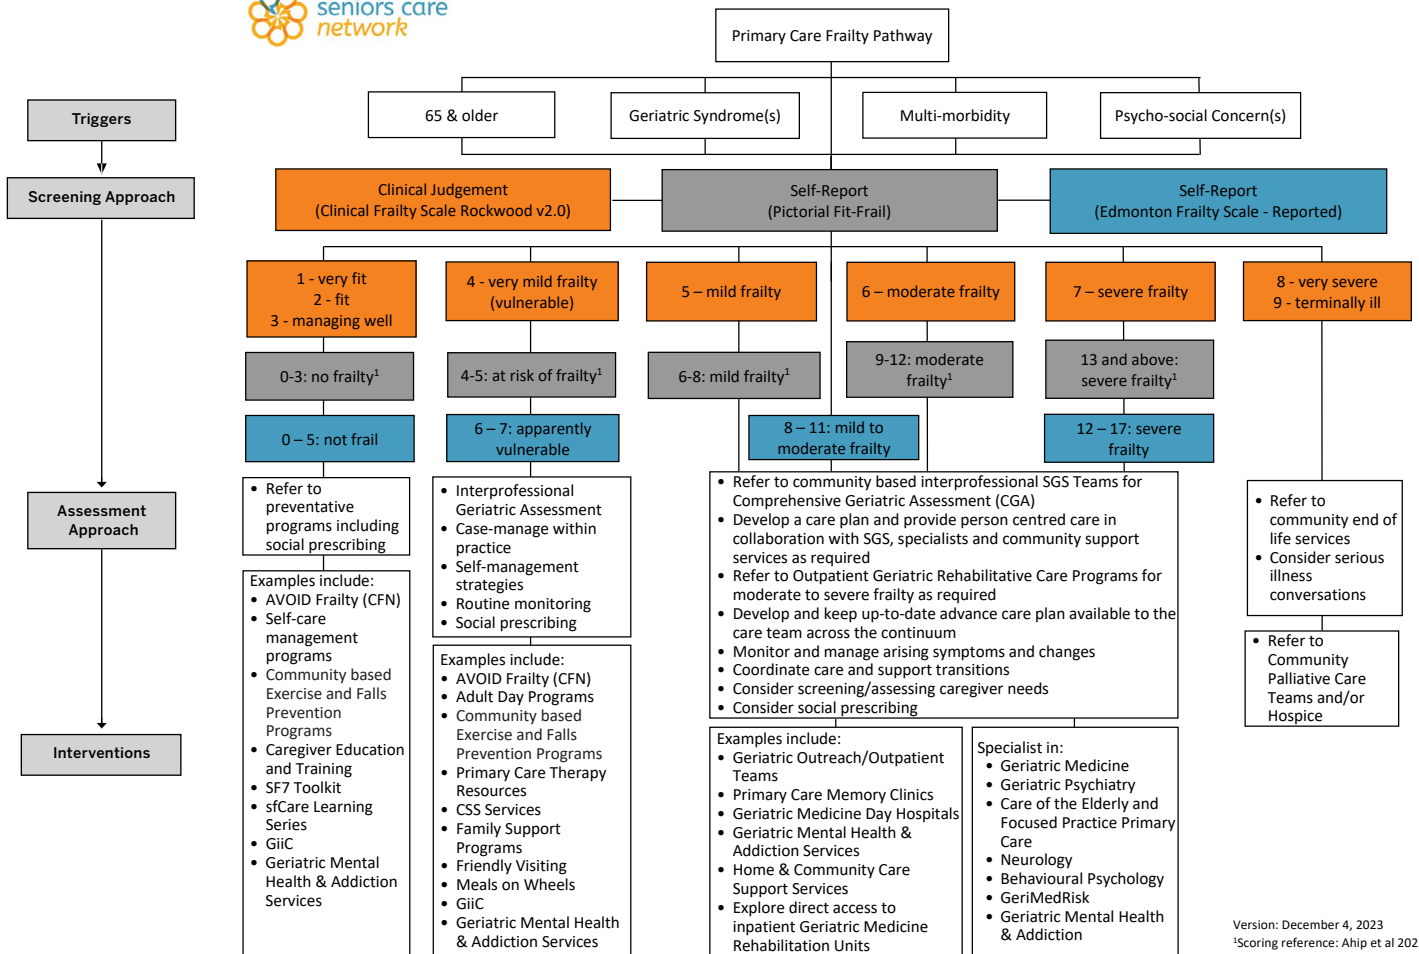 seniors care
network
Primary Care Frailty Pathway
Triggers
65 & older
Geriatric Syndrome(s)
Multi-morbidity
Psycho-social Concern(s)
Screening Approach
Clinical Judgement
(Clinical Frailty Scale Rockwood v2.0)
Self-Report
(Pictorial Fit-Frail)
Self-Report
(Edmonton Frailty Scale - Reported)
1 - very fit
2 - fit
3 - managing well
4 - very mild frailty
(vulnerable)
5 – mild frailty
6 – moderate frailty
7 – severe frailty
8 - very severe
9 - terminally ill
0-3: no frailty¹
4-5: at risk of frailty¹
6-8: mild frailty¹
9-12: moderate
frailty¹
13 and above:
severe frailty¹
0 – 5: not frail
6 – 7: apparently
vulnerable
8 – 11: mild to
moderate frailty
12 – 17: severe
frailty
Assessment
Approach
• Refer to
preventative
programs including
social prescribing
• Interprofessional
Geriatric Assessment
• Case-manage within
practice
• Self-management
strategies
• Routine monitoring
• Social prescribing
• Refer to community based interprofessional SGS Teams for
Comprehensive Geriatric Assessment (CGA)
• Develop a care plan and provide person centred care in
collaboration with SGS, specialists and community support
services as required
• Refer to Outpatient Geriatric Rehabilitative Care Programs for
moderate to severe frailty as required
• Develop and keep up-to-date advance care plan available to the
care team across the continuum
• Monitor and manage arising symptoms and changes
• Coordinate care and support transitions
• Consider screening/assessing caregiver needs
• Consider social prescribing
• Refer to
community end of
life services
• Consider serious
illness
conversations
Interventions
Examples include:
• AVOID Frailty (CFN)
• Self-care
management
programs
• Community based
Exercise and Falls
Prevention
Programs
• Caregiver Education
and Training
• SF7 Toolkit
• sfCare Learning
Series
• GiiC
• Geriatric Mental
Health & Addiction
Services
Examples include:
• AVOID Frailty (CFN)
• Adult Day Programs
• Community based
Exercise and Falls
Prevention Programs
• Primary Care Therapy
Resources
• CSS Services
• Family Support
Programs
• Friendly Visiting
• Meals on Wheels
• GiiC
• Geriatric Mental Health
& Addiction Services
Examples include:
• Geriatric Outreach/Outpatient
Teams
• Primary Care Memory Clinics
• Geriatric Medicine Day Hospitals
• Geriatric Mental Health &
Addiction Services
• Home & Community Care
Support Services
• Explore direct access to
inpatient Geriatric Medicine
Rehabilitation Units
Specialist in:
• Geriatric Medicine
• Geriatric Psychiatry
• Care of the Elderly and
Focused Practice Primary
Care
• Neurology
• Behavioural Psychology
• GeriMedRisk
• Geriatric Mental Health
& Addiction
• Refer to
Community
Palliative Care
Teams and/or
Hospice
Version: December 4, 2023
¹Scoring reference: Ahip et al 202